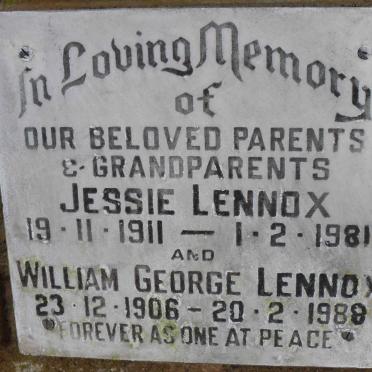 In Loving Memory
of
OUR BELOVED PARENTS
& GRANDPARENTS
JESSIE LENNOX
19·11·1911 — 1·2·1981
AND
WILLIAM GEORGE LENNOX
23·12·1906 – 20·2·1988
"FOREVER AS ONE AT PEACE"